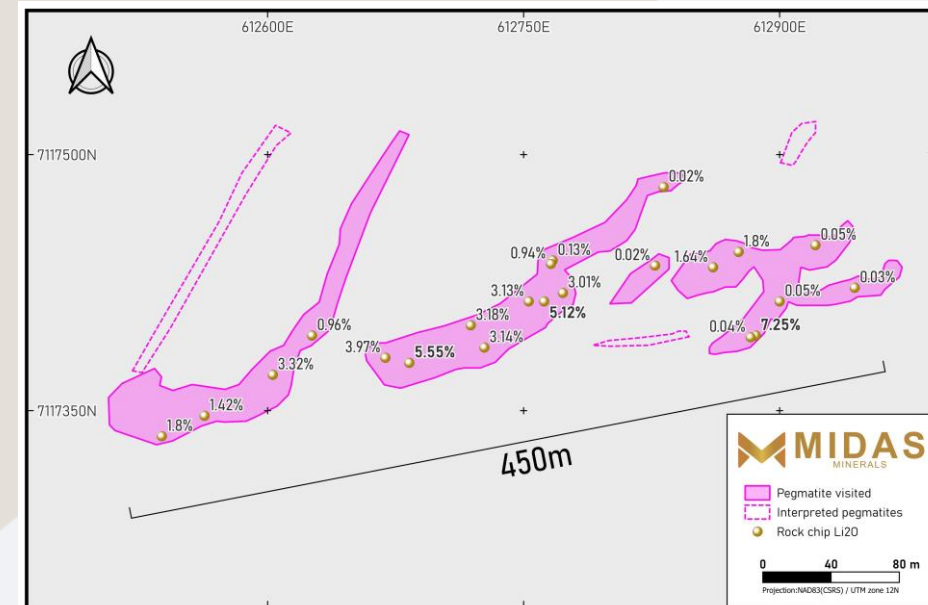 612600E 612750E 612900E
7117500N
0.02%
0.94% 0.13% 0.02% 1.64% 1.8% 0.05%
3.13% 3.01% 0.05% 0.03%
5.12%
3.18%
0.96% 0.04% 7.25%
3.97% 5.55% 3.14%
3.32%
7117350N
1.42%
1.8%
450m
MIDAS
MINERALS
Pegmatite visited
Interpreted pegmatites
Rock chip Li2O
0 40 80 m
Projection:NAD83(CSRS) / UTM zone 12N